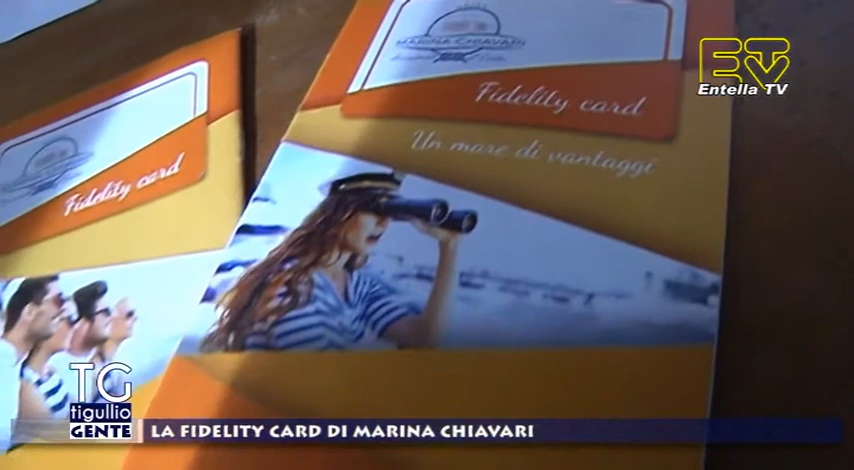 MARINA CHIAVARI
Fidelity card
Un mare di vantaggi
Fidelity card
ETV
Entella TV
TG
tigullio
GENTE
LA FIDELITY CARD DI MARINA CHIAVARI